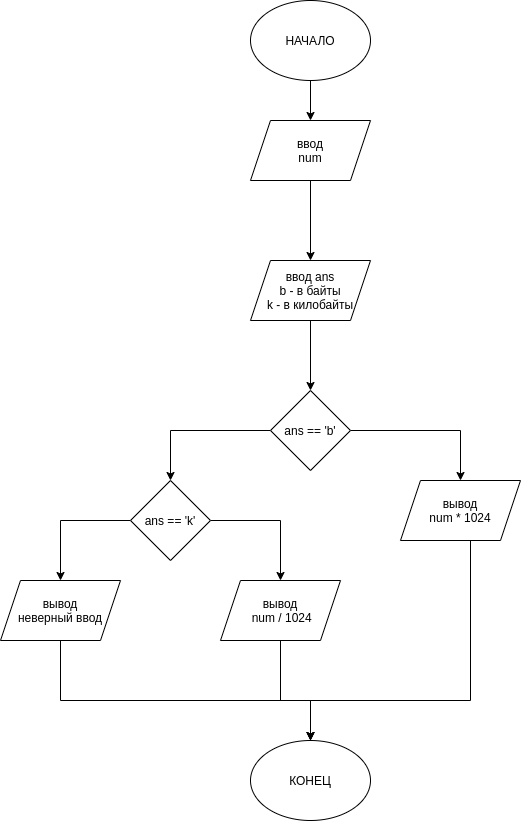 НАЧАЛО
ввод
num
ввод ans
b - в байты
k - в килобайты
ans == 'b'
ans == 'k'
вывод
num * 1024
вывод
неверный ввод
вывод
num / 1024
КОНЕЦ